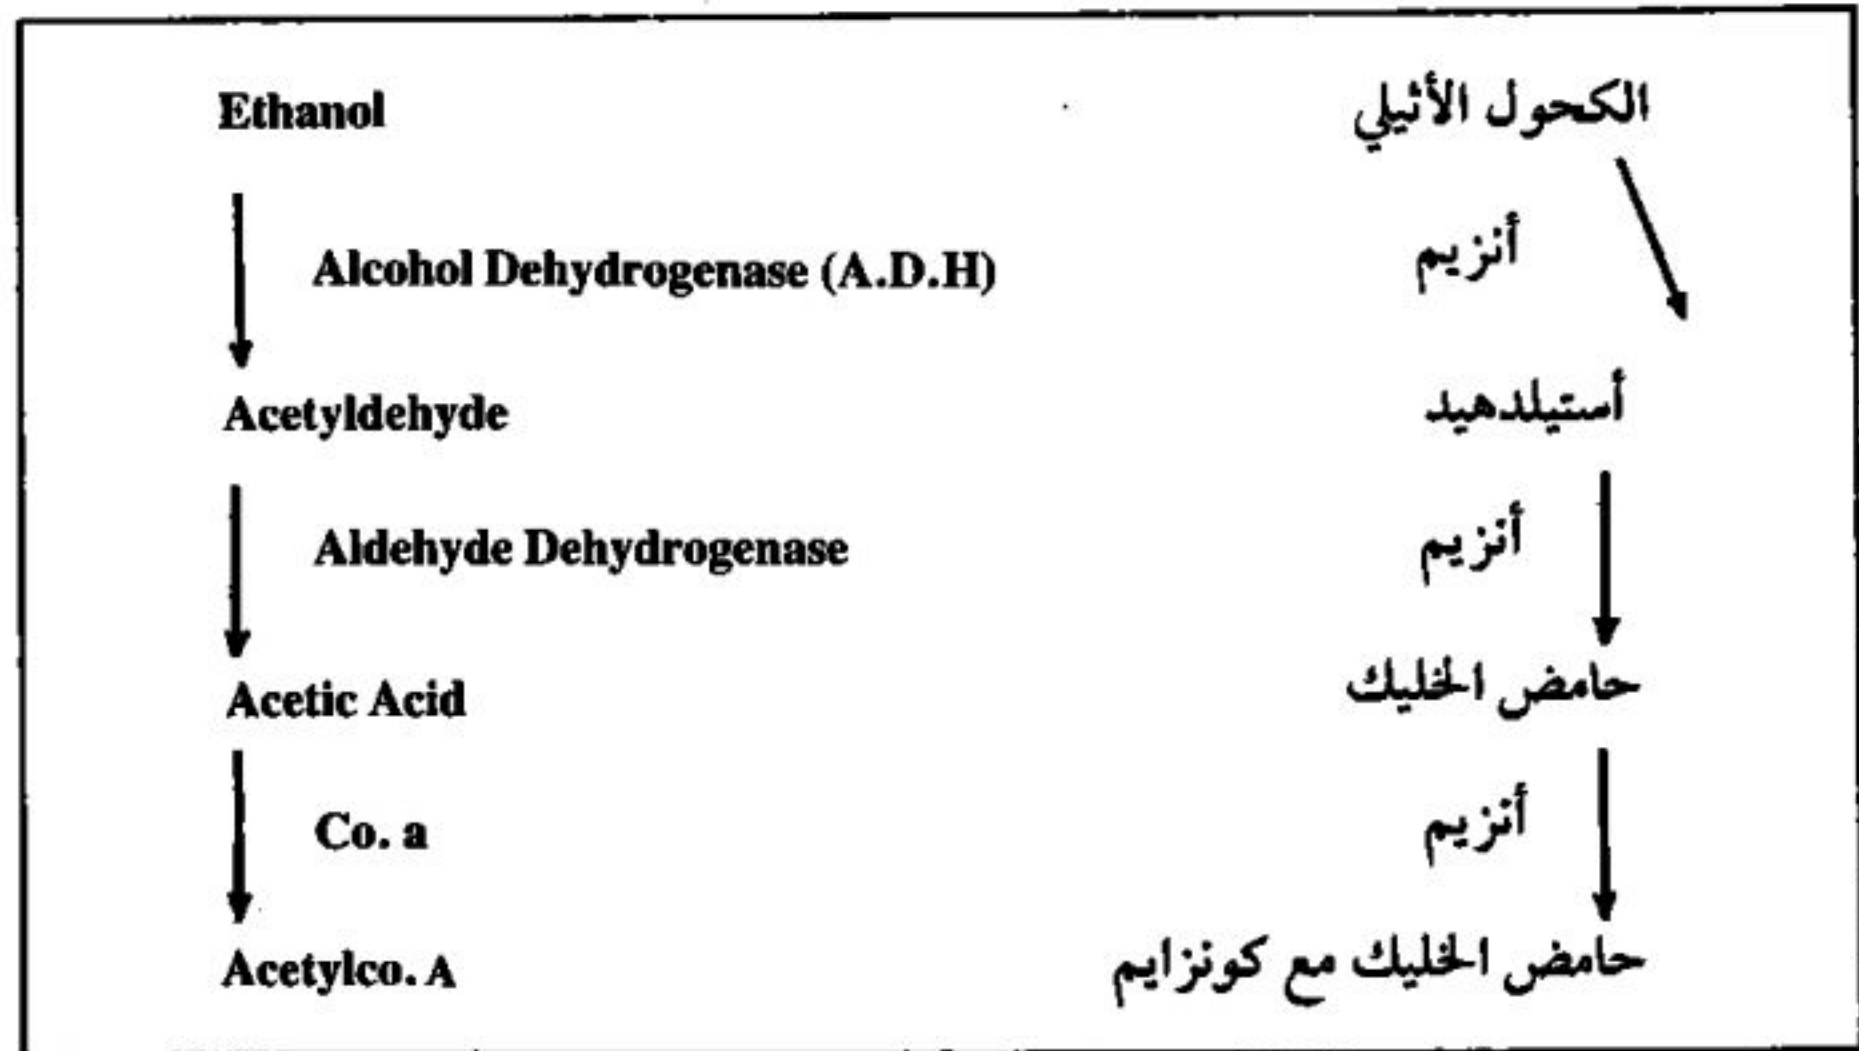 Ethanol الكحول الأثيلي
Alcohol Dehydrogenase (A.D.H) أنزيم
Acetyldehyde أستيلدهيد
Aldehyde Dehydrogenase أنزيم
Acetic Acid حامض الخليك
Co. a أنزيم
Acetylco. A حامض الخليك مع كونزايم